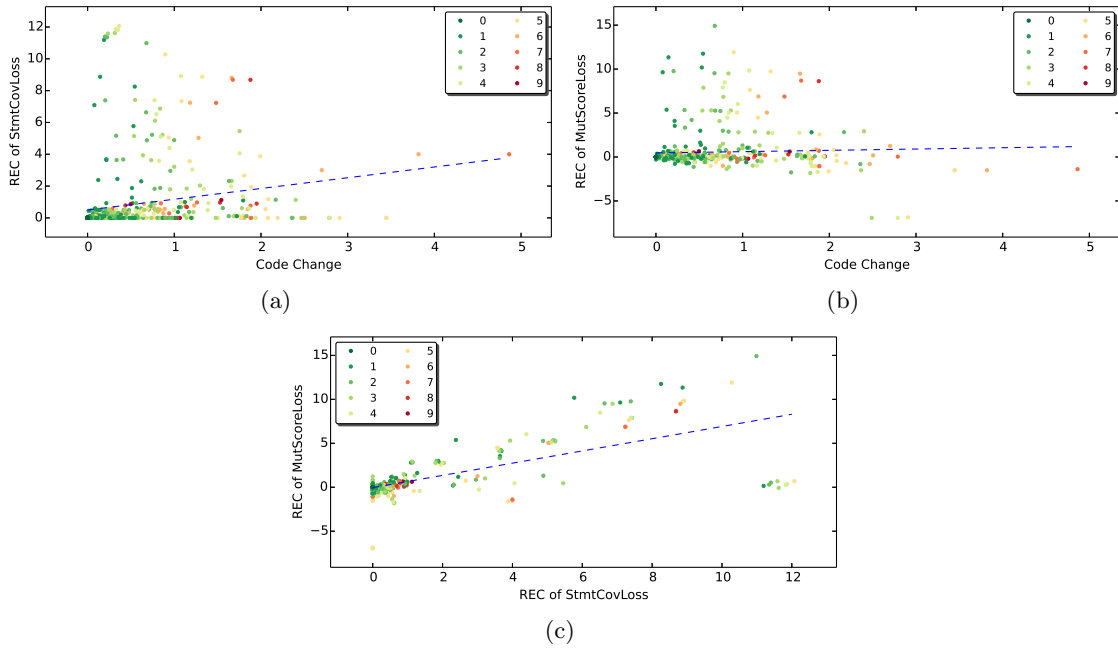 12
10
8
6
4
2
0
REC of StmtCovLoss
0 1 2 3 4 5
Code Change
0 5
1 6
2 7
3 8
4 9
(a)
15
10
5
0
−5
REC of MutScoreLoss
0 1 2 3 4 5
Code Change
0 5
1 6
2 7
3 8
4 9
(b)
15
10
5
0
−5
REC of MutScoreLoss
0 2 4 6 8 10 12
REC of StmtCovLoss
0 5
1 6
2 7
3 8
4 9
(c)